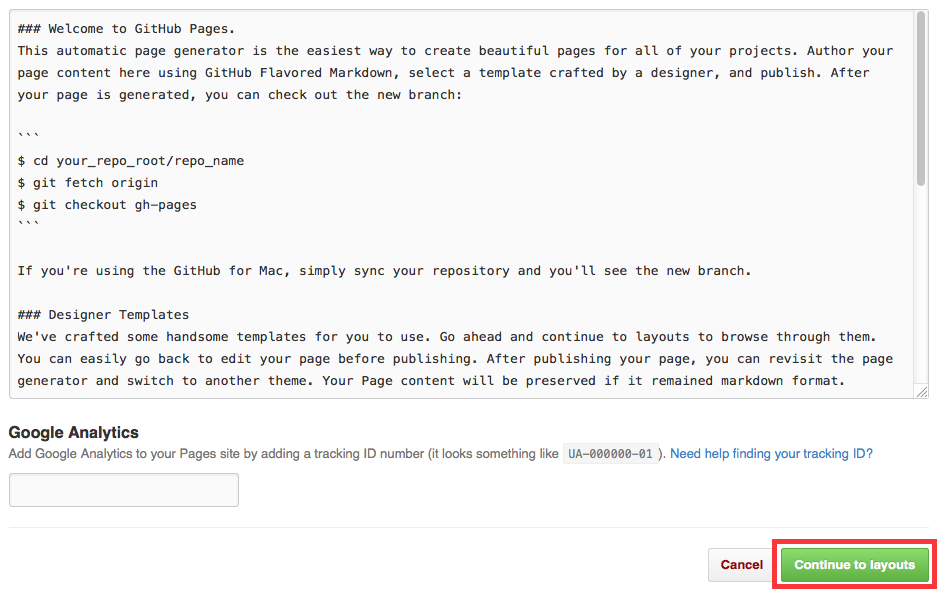 ### Welcome to GitHub Pages.
This automatic page generator is the easiest way to create beautiful pages for all of your projects. Author your
page content here using GitHub Flavored Markdown, select a template crafted by a designer, and publish. After
your page is generated, you can check out the new branch:
```
$ cd your_repo_root/repo_name
$ git fetch origin
$ git checkout gh-pages
```
If you're using the GitHub for Mac, simply sync your repository and you'll see the new branch.
### Designer Templates
We've crafted some handsome templates for you to use. Go ahead and continue to layouts to browse through them.
You can easily go back to edit your page before publishing. After publishing your page, you can revisit the page
generator and switch to another theme. Your Page content will be preserved if it remained markdown format.
Google Analytics
Add Google Analytics to your Pages site by adding a tracking ID number (it looks something like UA-000000-01 ). Need help finding your tracking ID?
Cancel Continue to layouts